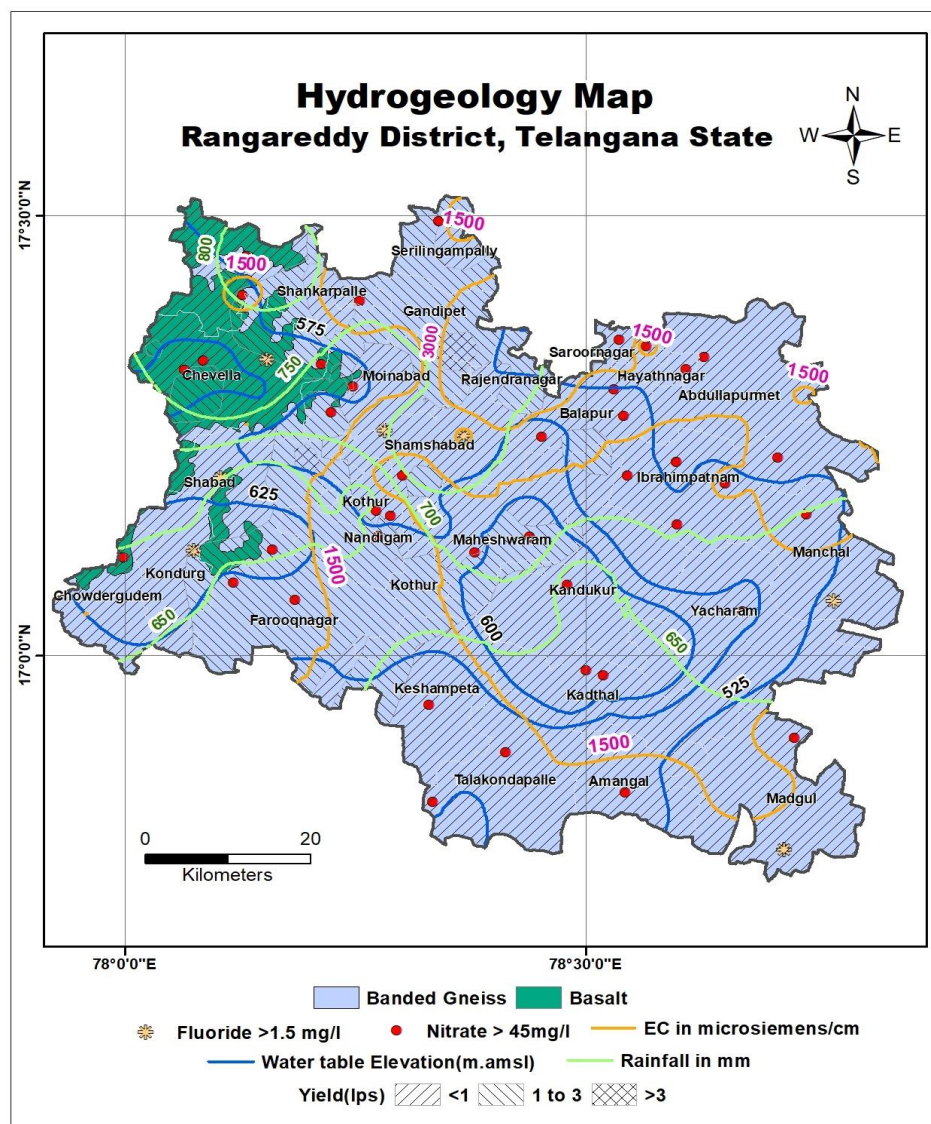 Hydrogeology Map
Rangareddy District, Telangana State
N
W E
S
17°30'0"N
17°0'0"N
800
1500
1500
Serilingampally
Shankarpalle
Gandipet
575
3000
1500
Saroornagar
Chevella
750
Moinabad
Rajendranagar
Hayathnagar
1500
Abdullapurmet
Balapur
Shamshabad
Shabad
625
Ibrahimpatnam
Kothur
700
Nandigam
Maheshwaram
1500
Manchal
Kondurg
Kothur
Kandukur
Chowdergudem
650
Farooqnagar
600
Yacharam
650
Keshampeta
Kadthal
525
1500
Talakondapalle
Amangal
Madgul
0 20
Kilometers
78°0'0"E 78°30'0"E
Banded Gneiss Basalt
Fluoride >1.5 mg/l Nitrate > 45mg/l EC in microsiemens/cm
Water table Elevation(m.amsl) Rainfall in mm
Yield(lps) <1 1 to 3 >3